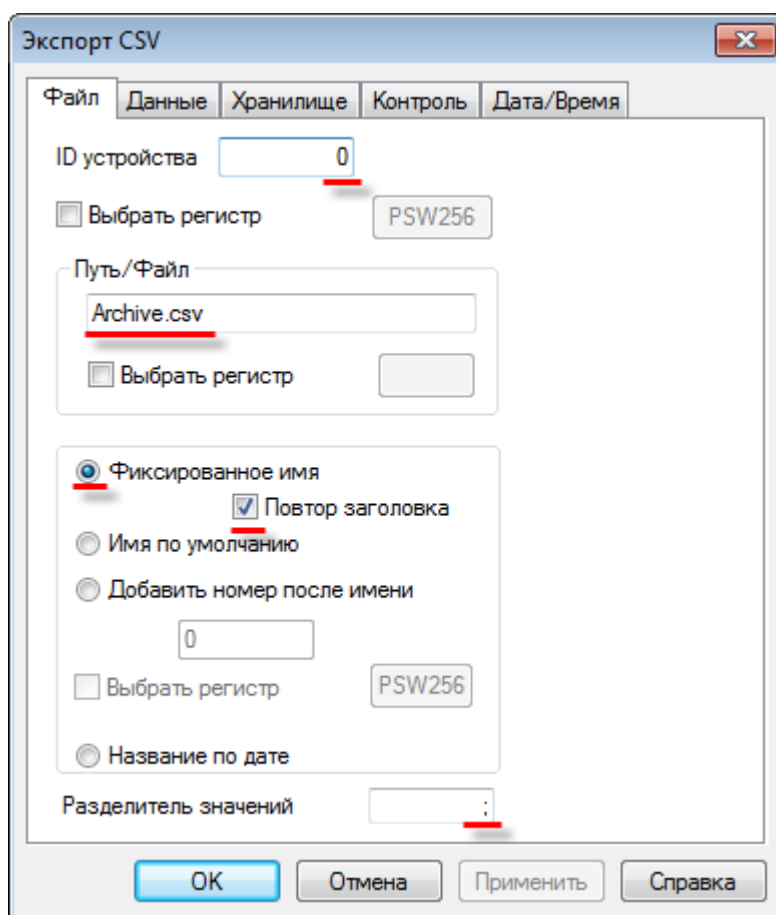 Экспорт CSV
Файл Данные Хранилище Контроль Дата/Время
ID устройства 0
Выбрать регистр PSW256
Путь/Файл
Archive.csv
Выбрать регистр
Фиксированное имя
Повтор заголовка
Имя по умолчанию
Добавить номер после имени
0
Выбрать регистр PSW256
Название по дате
Разделитель значений ;
OK Отмена Применить Справка